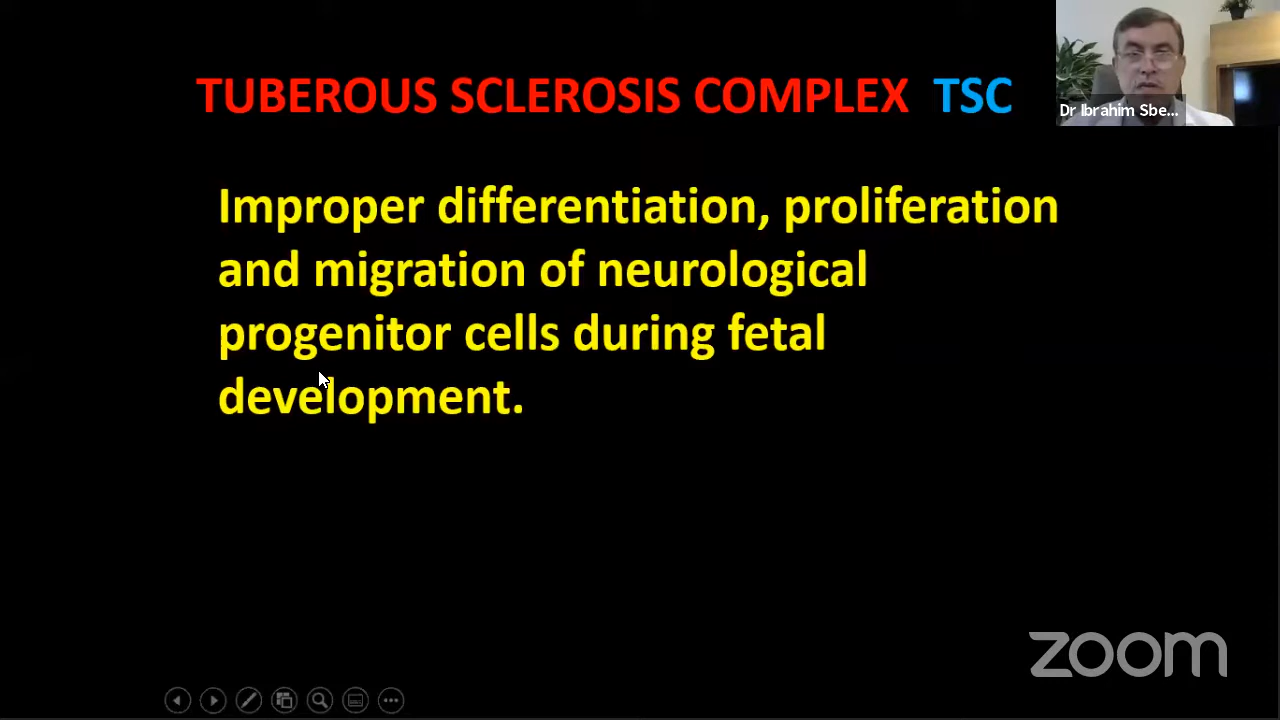 TUBEROUS SCLEROSIS COMPLEX TSC
Dr Ibrahim Sbe...
Improper differentiation, proliferation
and migration of neurological
progenitor cells during fetal
development.
zoom